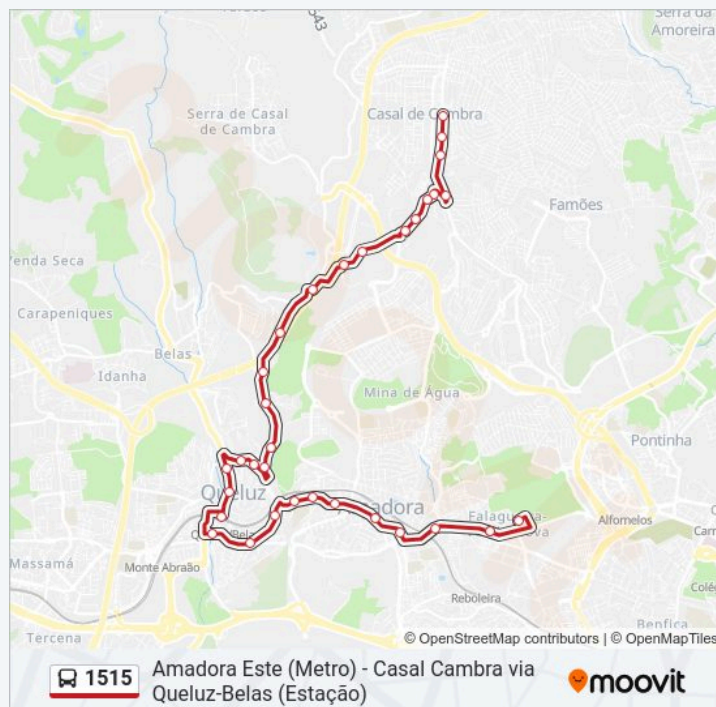 543
Serra da
Amoreira
Casal de Cambra
Serra de Casal
de Cambra
Famões
Venda Seca
Carapeniques
Belas
Idanha
Mina de Água
Pontinha
Queluz
Amadora
Falagueira-
Alfornelos
Massamá
Monte Abraão
Reboleira
Benfica
Tercena
© OpenStreetMap contributors | © OpenMapTiles
1515
Amadora Este (Metro) - Casal Cambra via
Queluz-Belas (Estação)
moovit